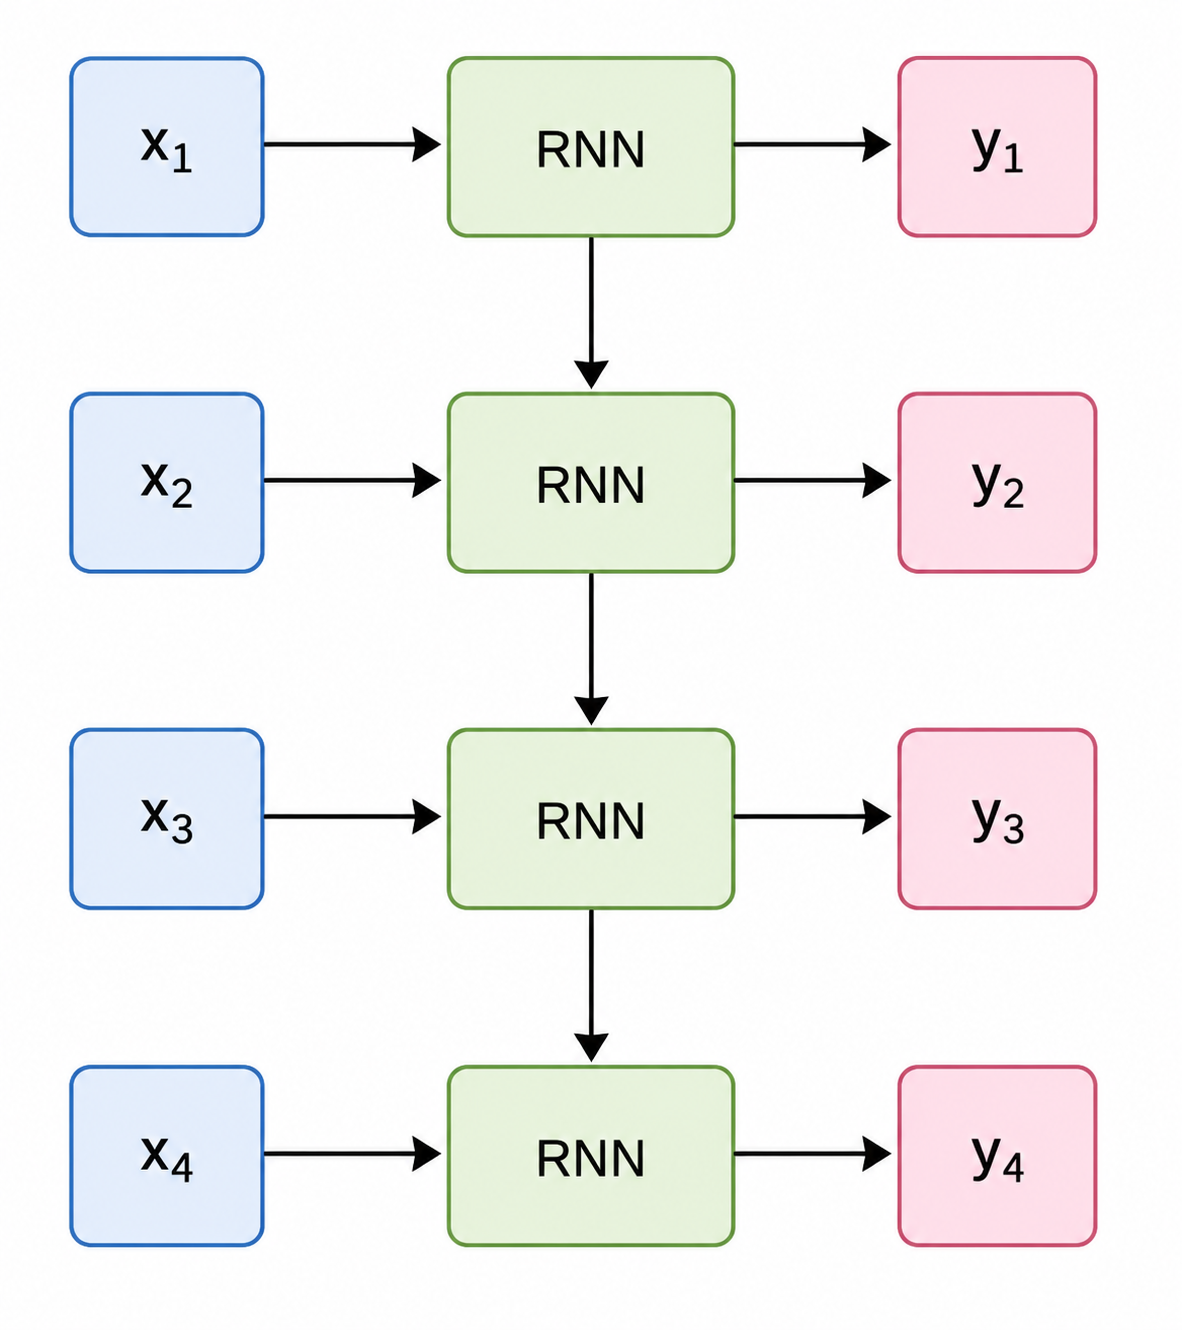 x₁ RNN y₁
x₂ RNN y₂
x₃ RNN y₃
x₄ RNN y₄